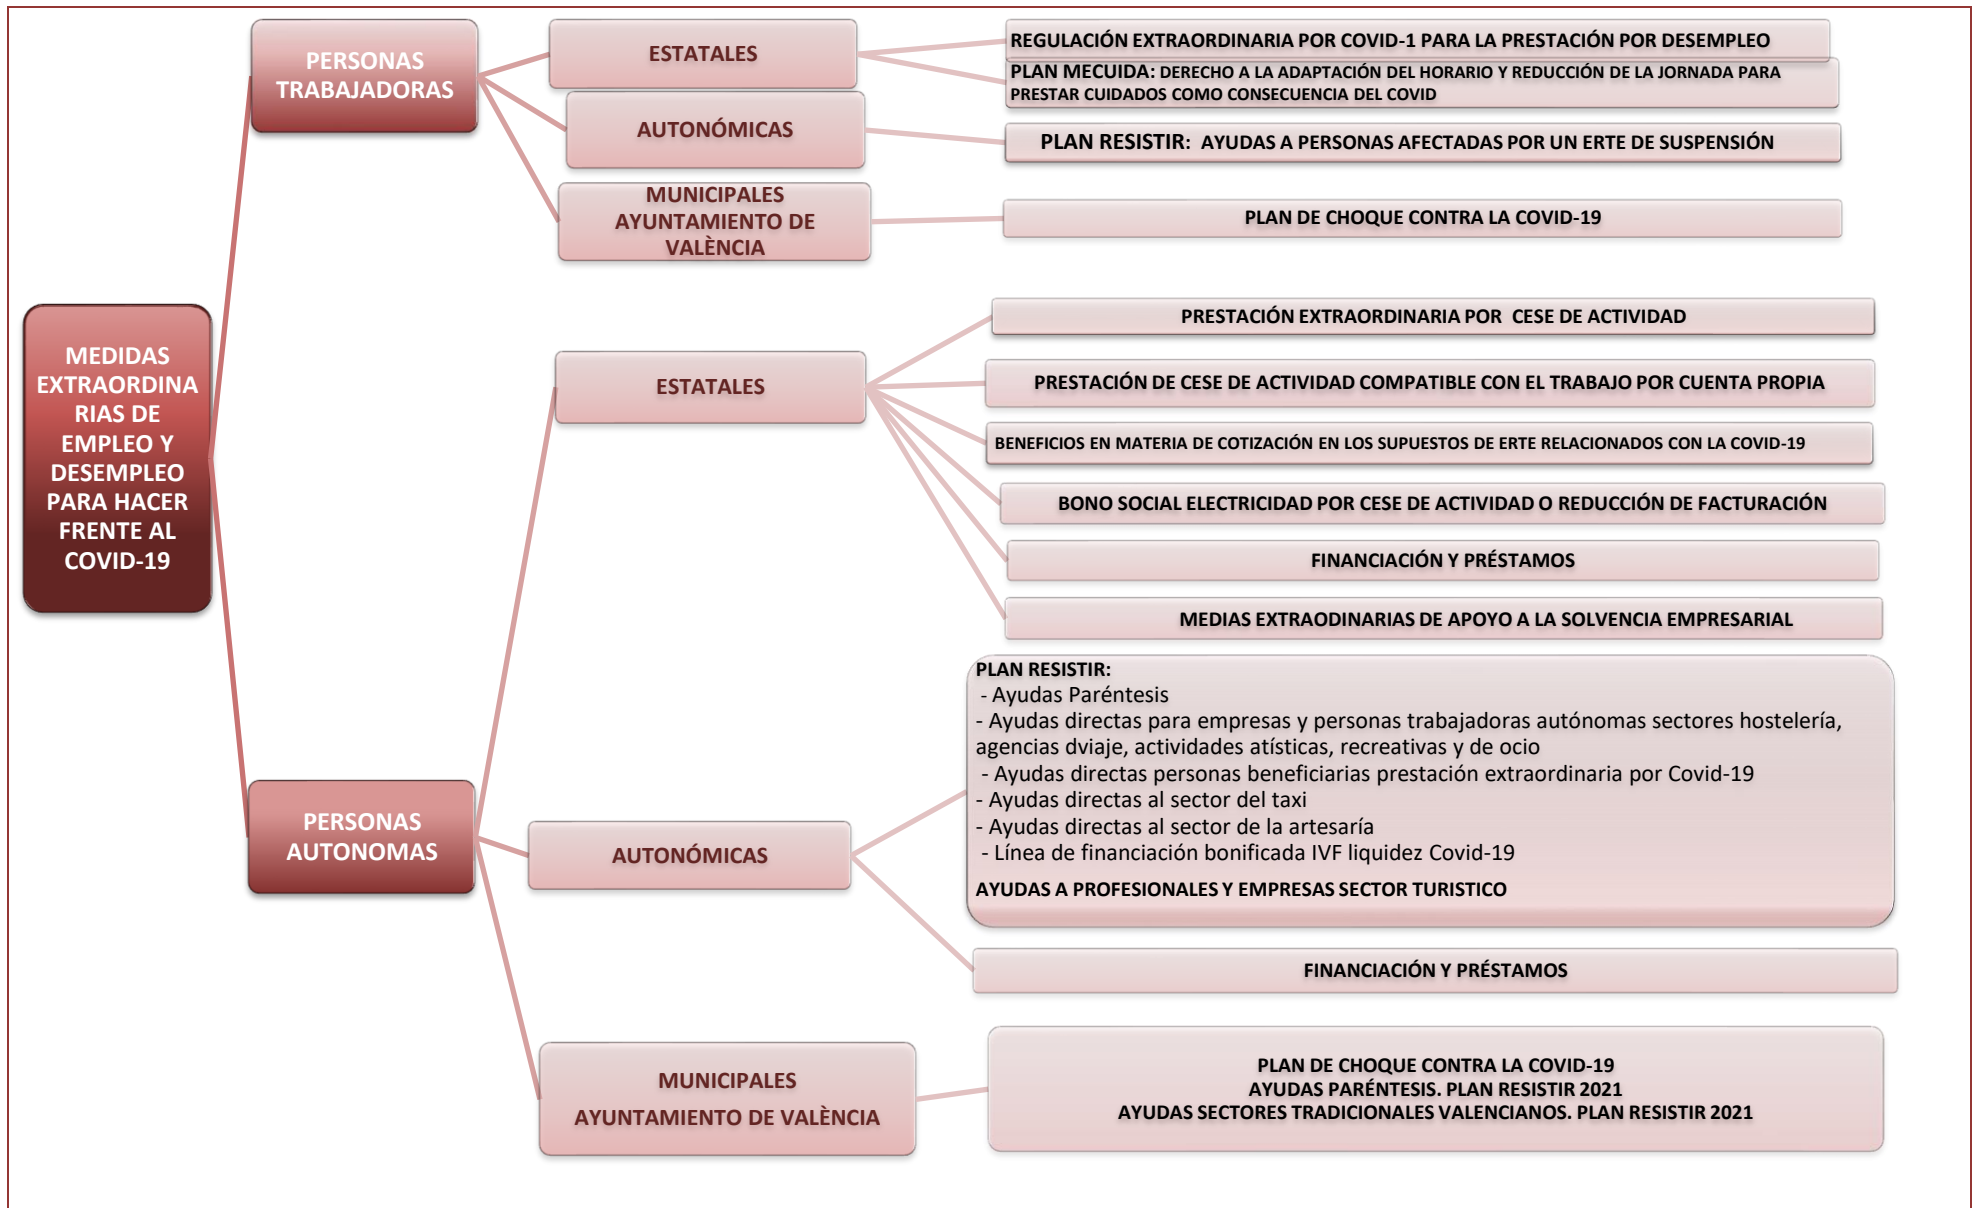 MEDIDAS
EXTRAORDINA
RIAS DE
EMPLEO Y
DESEMPLEO
PARA HACER
FRENTE AL
COVID-19
PERSONAS
TRABAJADORAS
ESTATALES
REGULACIÓN EXTRAORDINARIA POR COVID-1 PARA LA PRESTACIÓN POR DESEMPLEO
PLAN MECUIDA: DERECHO A LA ADAPTACIÓN DEL HORARIO Y REDUCCIÓN DE LA JORNADA PARA
PRESTAR CUIDADOS COMO CONSECUENCIA DEL COVID
AUTONÓMICAS
PLAN RESISTIR: AYUDAS A PERSONAS AFECTADAS POR UN ERTE DE SUSPENSIÓN
MUNICIPALES
AYUNTAMIENTO DE
VALÈNCIA
PLAN DE CHOQUE CONTRA LA COVID-19
PERSONAS
AUTONOMAS
ESTATALES
PRESTACIÓN EXTRAORDINARIA POR CESE DE ACTIVIDAD
PRESTACIÓN DE CESE DE ACTIVIDAD COMPATIBLE CON EL TRABAJO POR CUENTA PROPIA
BENEFICIOS EN MATERIA DE COTIZACIÓN EN LOS SUPUESTOS DE ERTE RELACIONADOS CON LA COVID-19
BONO SOCIAL ELECTRICIDAD POR CESE DE ACTIVIDAD O REDUCCIÓN DE FACTURACIÓN
FINANCIACIÓN Y PRÉSTAMOS
MEDIAS EXTRAODINARIAS DE APOYO A LA SOLVENCIA EMPRESARIAL
AUTONÓMICAS
PLAN RESISTIR:
- Ayudas Paréntesis
- Ayudas directas para empresas y personas trabajadoras autónomas sectores hostelería,
agencias dviaje, actividades atísticas, recreativas y de ocio
- Ayudas directas personas beneficiarias prestación extraordinaria por Covid-19
- Ayudas directas al sector del taxi
- Ayudas directas al sector de la artesaría
- Línea de financiación bonificada IVF liquidez Covid-19
AYUDAS A PROFESIONALES Y EMPRESAS SECTOR TURISTICO
FINANCIACIÓN Y PRÉSTAMOS
MUNICIPALES
AYUNTAMIENTO DE VALÈNCIA
PLAN DE CHOQUE CONTRA LA COVID-19
AYUDAS PARÉNTESIS. PLAN RESISTIR 2021
AYUDAS SECTORES TRADICIONALES VALENCIANOS. PLAN RESISTIR 2021